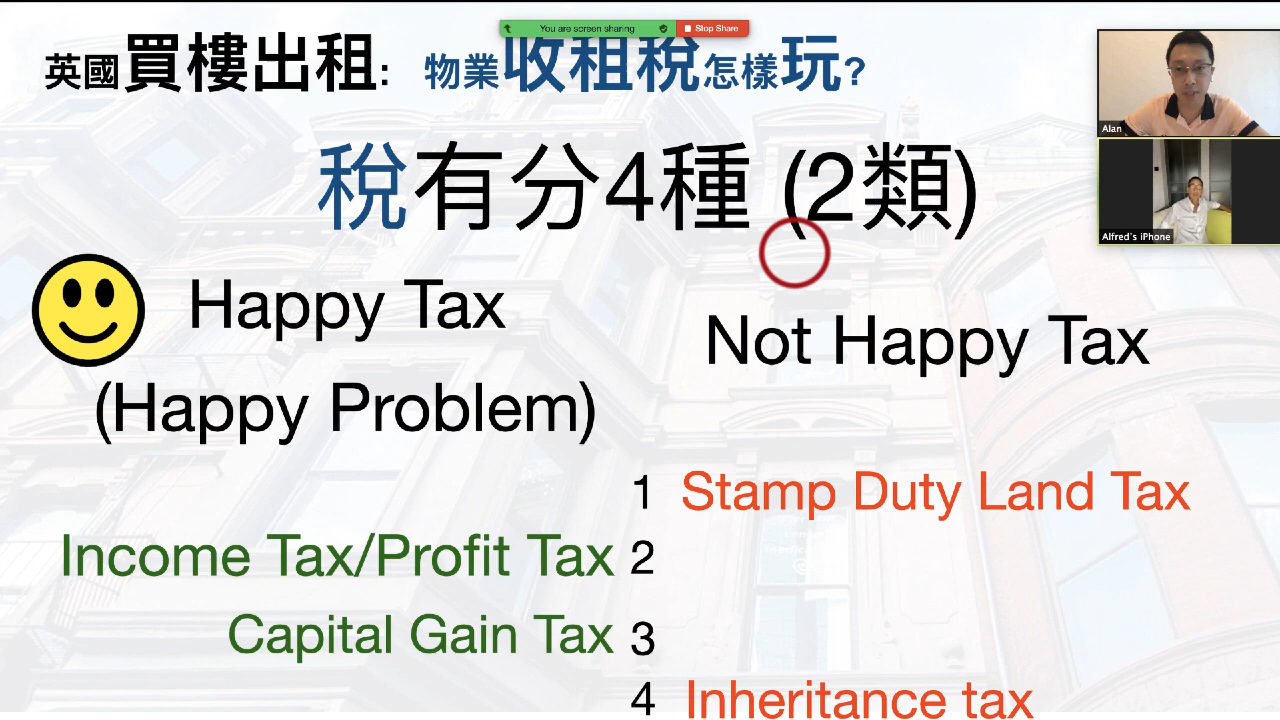 You are screen sharing
Stop Share
英國買樓出租: 物業收租稅怎樣玩?
稅有分4種 (2類)
Alan
Alfred's iPhone
Happy Tax
(Happy Problem)
Not Happy Tax
1 Stamp Duty Land Tax
Income Tax/Profit Tax 2
Capital Gain Tax 3
4 Inheritance tax